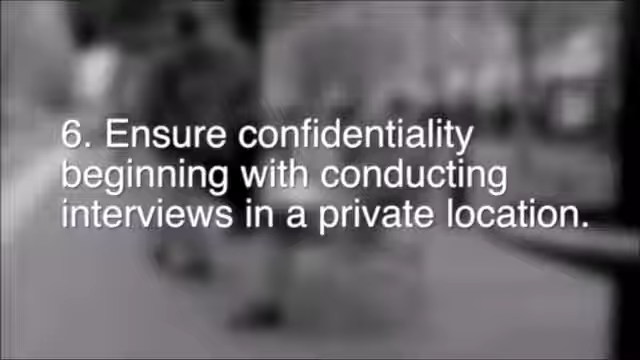 6. Ensure confidentiality
beginning with conducting
interviews in a private location.